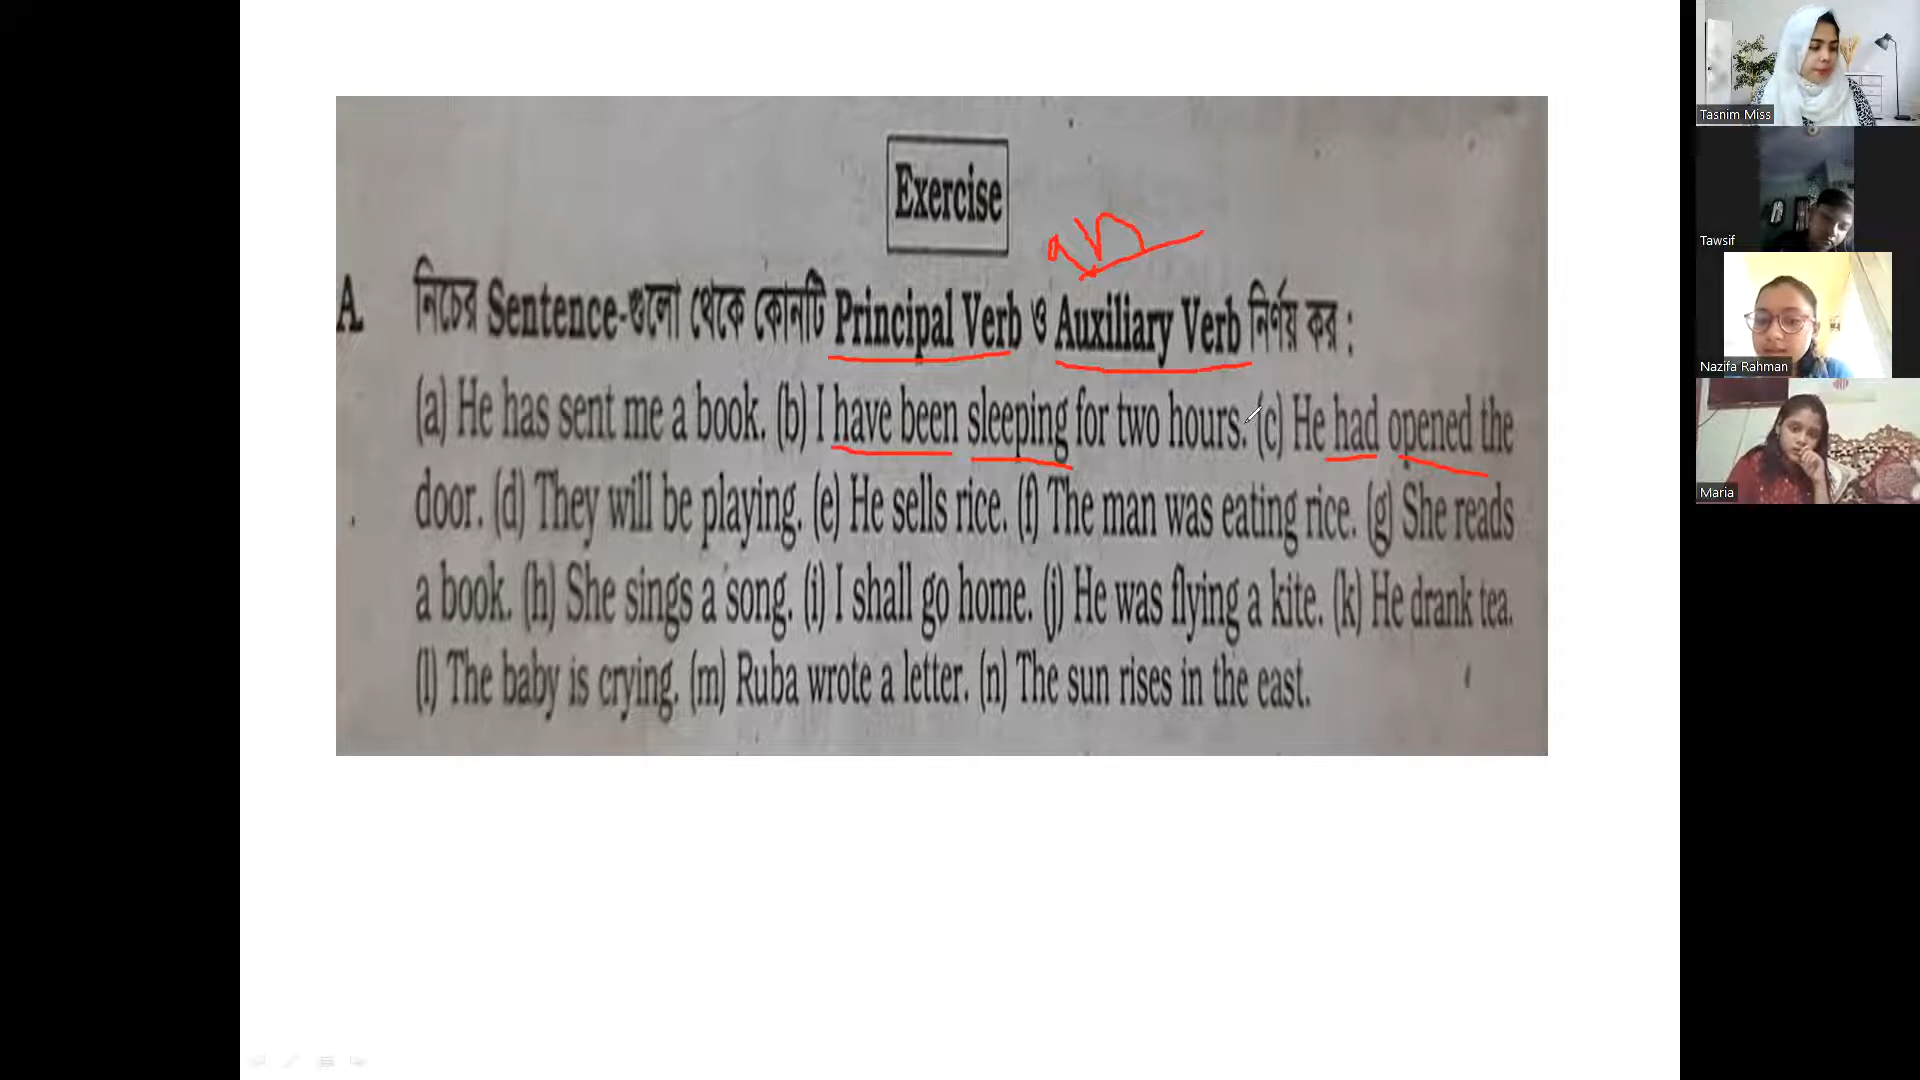 Exercise
A. নিচের Sentence-গুলো থেকে কোনটি Principal Verb ও Auxiliary Verb নির্ণয় কর :
(a) He has sent me a book. (b) I have been sleeping for two hours. (c) He had opened the
door. (d) They will be playing. (e) He sells rice. (f) The man was eating rice. (g) She reads
a book. (h) She sings a song. (i) I shall go home. (j) He was flying a kite. (k) He drank tea.
(l) The baby is crying. (m) Ruba wrote a letter. (n) The sun rises in the east.
Tasnim Miss
Tawsif
Nazifa Rahman
Maria